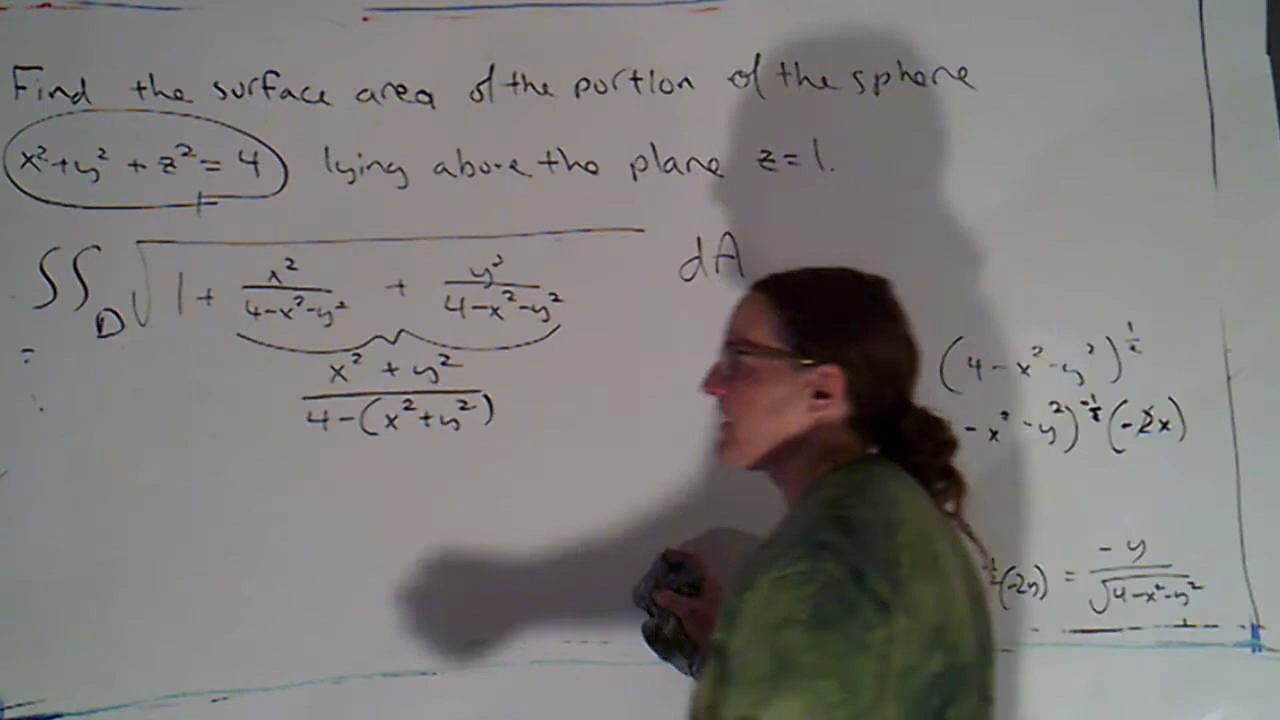 Find the surface area of the portion of the sphere
x² + y² + z² = 4 lying above the plane z = 1.
∫∫_D √(1 + x²/(4-x²-y²) + y²/(4-x²-y²)) dA
=
(x² + y²)/(4-(x²+y²))
(4-x²-y²)^(1/2)
-x²-y²)^(-1/2) (-2x)
(-2y) = -y/√(4-x²-y²)